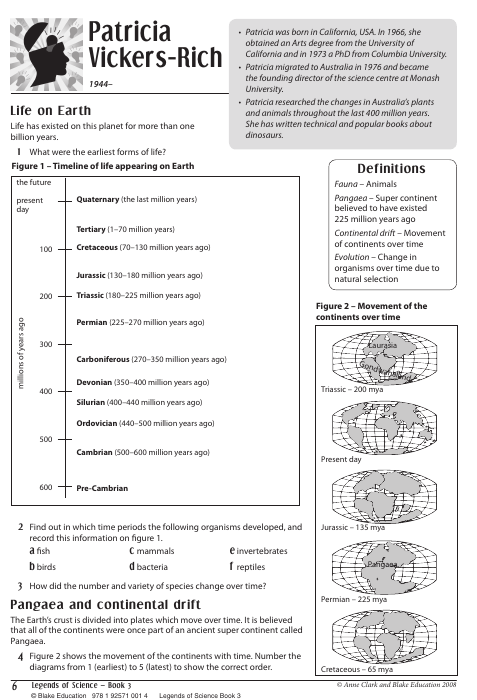 Patricia
Vickers-Rich
1944–
• Patricia was born in California, USA. In 1966, she
obtained an Arts degree from the University of
California and in 1973 a PhD from Columbia University.
• Patricia migrated to Australia in 1976 and became
the founding director of the science centre at Monash
University.
• Patricia researched the changes in Australia's plants
and animals throughout the last 400 million years.
She has written technical and popular books about
dinosaurs.
Life on Earth
Life has existed on this planet for more than one
billion years.
1 What were the earliest forms of life?
Figure 1 – Timeline of life appearing on Earth
the future
present
day
Quaternary (the last million years)
Tertiary (1–70 million years)
100
Cretaceous (70–130 million years ago)
Jurassic (130–180 million years ago)
200
Triassic (180–225 million years ago)
Permian (225–270 million years ago)
300
Carboniferous (270–350 million years ago)
Devonian (350–400 million years ago)
400
Silurian (400–440 million years ago)
Ordovician (440–500 million years ago)
500
Cambrian (500–600 million years ago)
600
Pre-Cambrian
millions of years ago
Definitions
Fauna – Animals
Pangaea – Super continent
believed to have existed
225 million years ago
Continental drift – Movement
of continents over time
Evolution – Change in
organisms over time due to
natural selection
Figure 2 – Movement of the
continents over time
Laurasia
Gondwanaland
Triassic – 200 mya
Present day
Jurassic – 135 mya
Pangaea
Permian – 225 mya
Cretaceous – 65 mya
2 Find out in which time periods the following organisms developed, and
record this information on figure 1.
a fish c mammals e invertebrates
b birds d bacteria f reptiles
3 How did the number and variety of species change over time?
Pangaea and continental drift
The Earth's crust is divided into plates which move over time. It is believed
that all of the continents were once part of an ancient super continent called
Pangaea.
4 Figure 2 shows the movement of the continents with time. Number the
diagrams from 1 (earliest) to 5 (latest) to show the correct order.
6 Legends of Science – Book 3
© Anne Clark and Blake Education 2008
© Blake Education 978 1 92571 001 4 Legends of Science Book 3